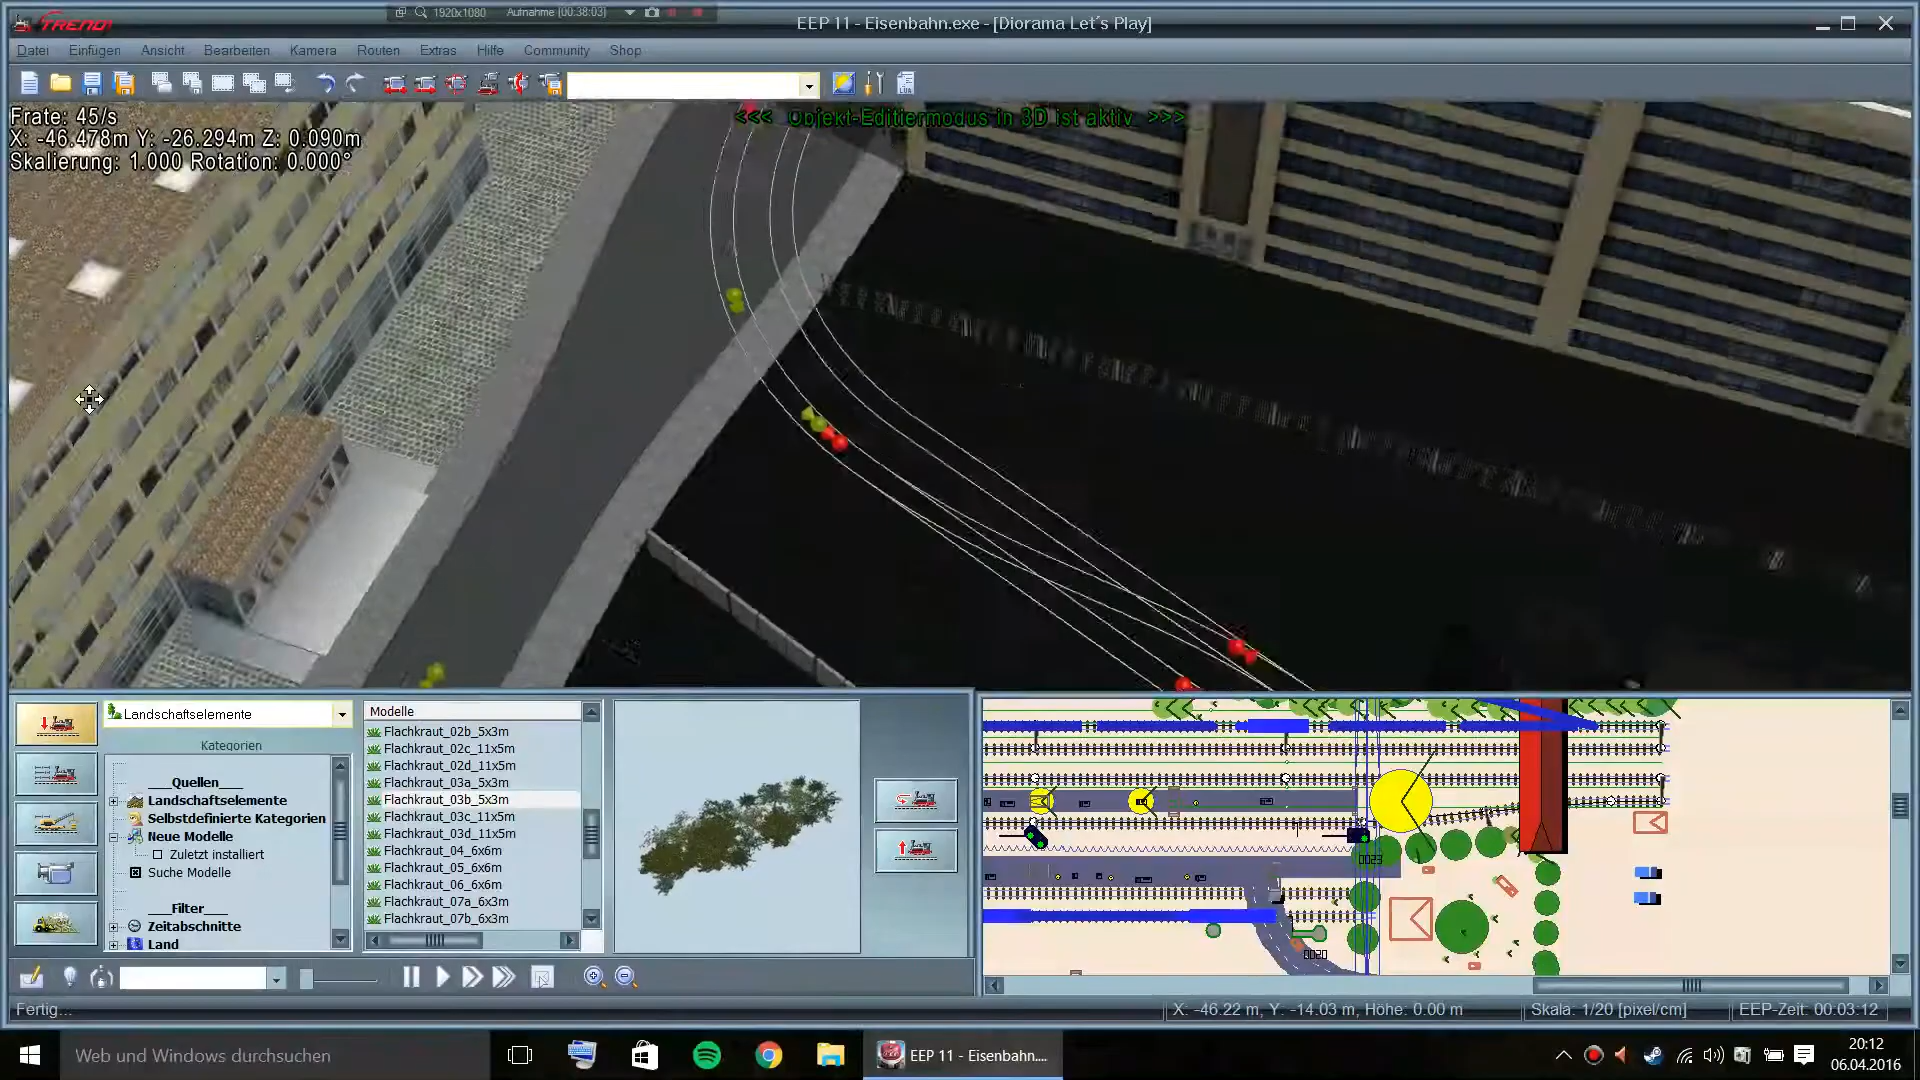 1920x1080 Aufnahme (00:38:03)
TREND
EEP 11 - Eisenbahn.exe - [Diorama Let´s Play]
Datei Einfügen Ansicht Bearbeiten Kamera Routen Extras Hilfe Community Shop
Frate: 45/s
X: -46.478m Y: -26.294m Z: 0.090m
Skalierung: 1.000 Rotation: 0.000°
<<< Objekt-Editiermodus in 3D ist aktiv >>>
Landschaftselemente
Kategorien
__Quellen__
Landschaftselemente
Selbstdefinierte Kategorien
Neue Modelle
Zuletzt installiert
Suche Modelle
__Filter__
Zeitabschnitte
Land
Modelle
Flachkraut_02b_5x3m
Flachkraut_02c_11x5m
Flachkraut_02d_11x5m
Flachkraut_03a_5x3m
Flachkraut_03b_5x3m
Flachkraut_03c_11x5m
Flachkraut_03d_11x5m
Flachkraut_04_6x6m
Flachkraut_05_6x6m
Flachkraut_06_6x6m
Flachkraut_07a_6x3m
Flachkraut_07b_6x3m
0023
0020
Fertig...
X: -46.22 m, Y: -14.03 m, Höhe: 0.00 m
Skala: 1/20 [pixel/cm]
EEP-Zeit: 00:03:12
Web und Windows durchsuchen
EEP 11 - Eisenbahn....
20:12
06.04.2016